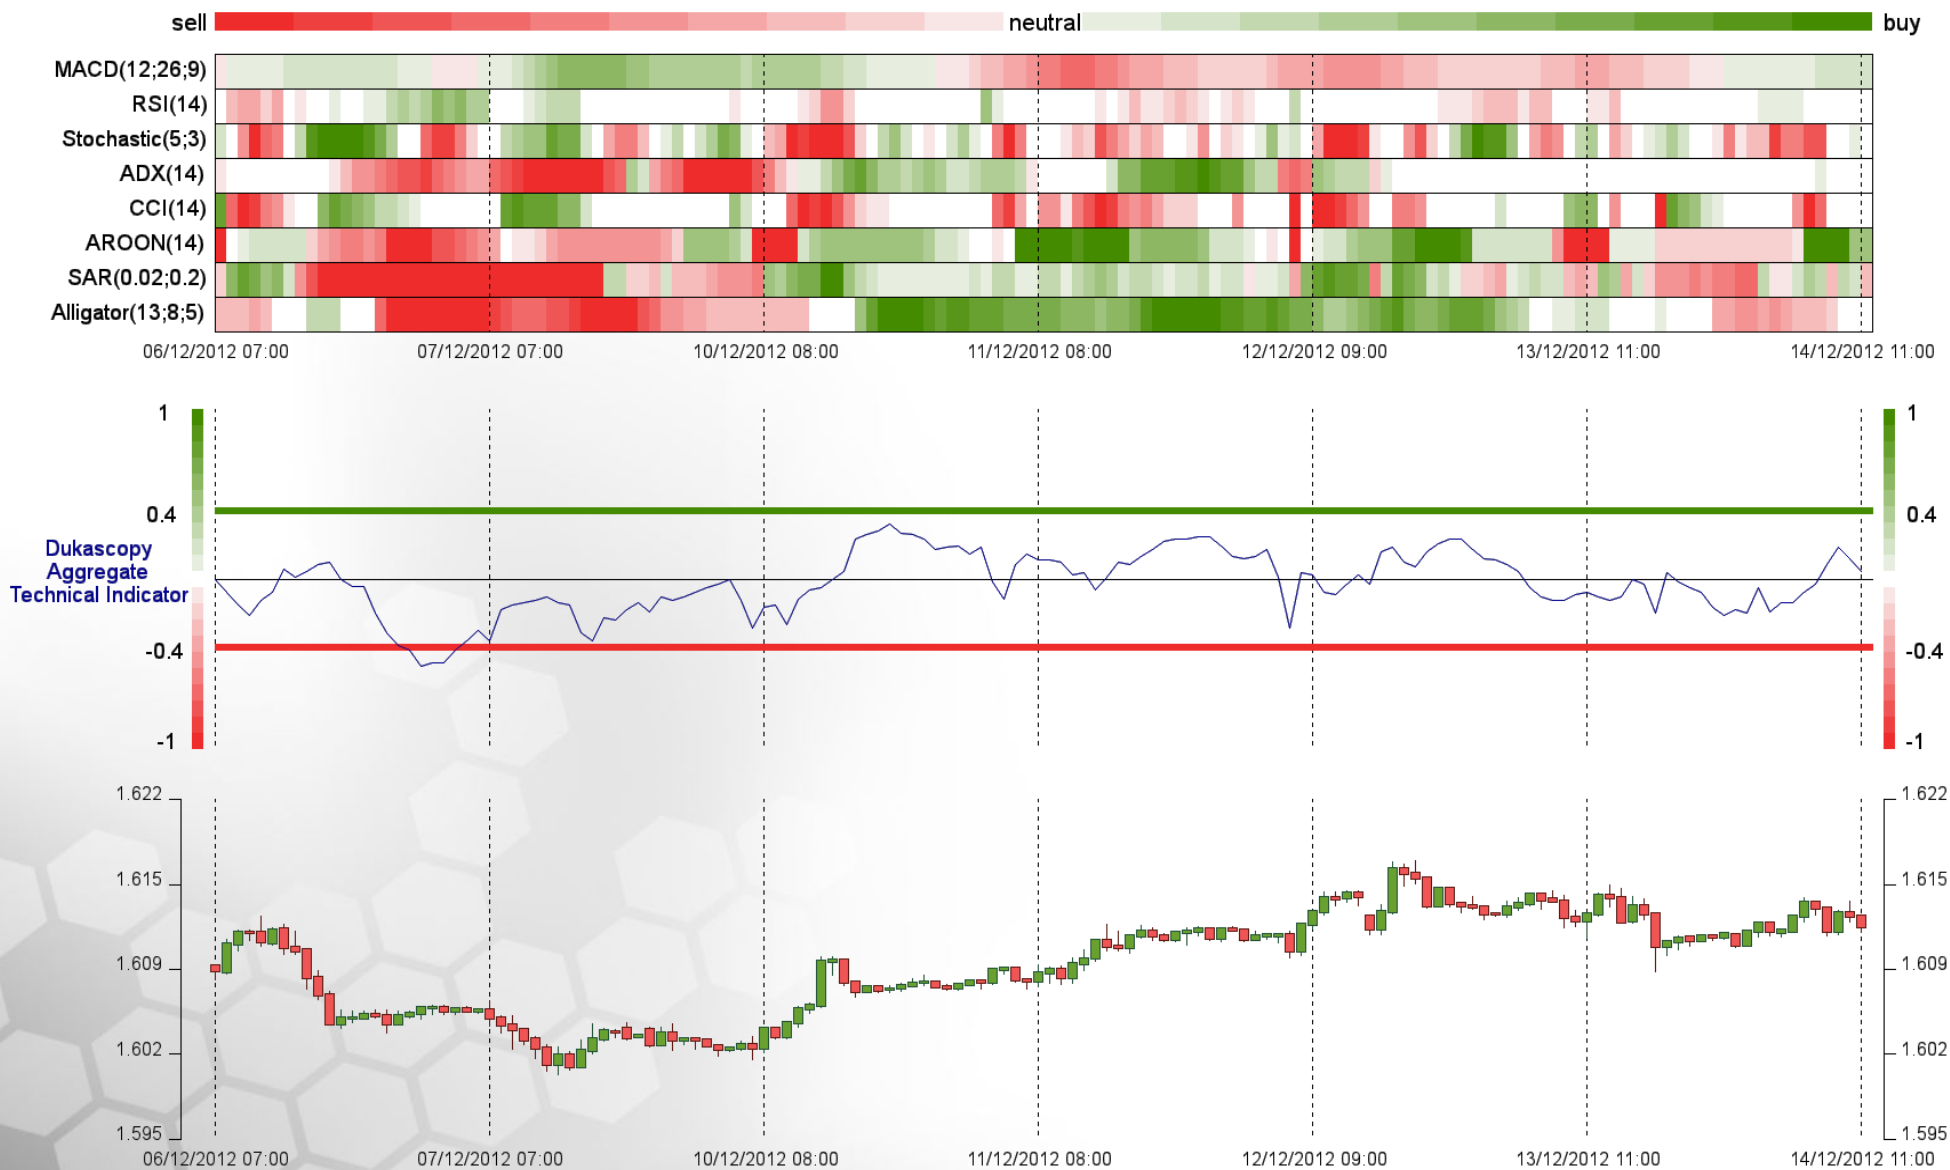 sell neutral buy
MACD(12;26;9)
RSI(14)
Stochastic(5;3)
ADX(14)
CCI(14)
AROON(14)
SAR(0.02;0.2)
Alligator(13;8;5)
06/12/2012 07:00 07/12/2012 07:00 10/12/2012 08:00 11/12/2012 08:00 12/12/2012 09:00 13/12/2012 11:00 14/12/2012 11:00
1 1
0.4 0.4
Dukascopy
Aggregate
Technical Indicator
-0.4 -0.4
-1 -1
1.622 1.622
1.615 1.615
1.609 1.609
1.602 1.602
1.595 1.595
06/12/2012 07:00 07/12/2012 07:00 10/12/2012 08:00 11/12/2012 08:00 12/12/2012 09:00 13/12/2012 11:00 14/12/2012 11:00